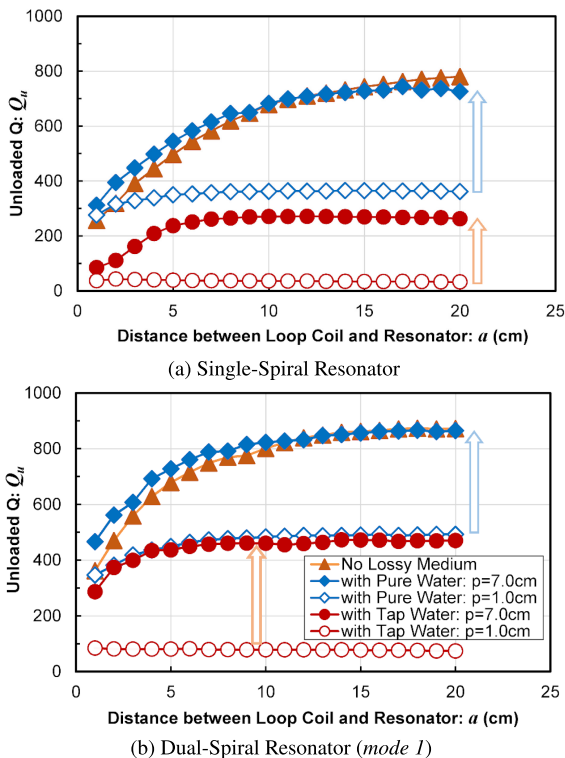 1000
800
600
400
200
0
Unloaded Q: Qu
0 5 10 15 20 25
Distance between Loop Coil and Resonator: a (cm)
(a) Single-Spiral Resonator
1000
800
600
400
200
0
Unloaded Q: Qu
No Lossy Medium
with Pure Water: p=7.0cm
with Pure Water: p=1.0cm
with Tap Water: p=7.0cm
with Tap Water: p=1.0cm
0 5 10 15 20 25
Distance between Loop Coil and Resonator: a (cm)
(b) Dual-Spiral Resonator (mode 1)